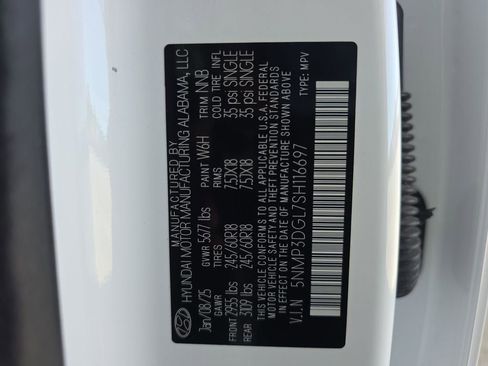 MANUFACTURED BY
HYUNDAI MOTOR MANUFACTURING ALABAMA, LLC
Jan/08/25 GVWR 5677 lbs PAINT W6H TRIM NNB
GAWR TIRES RIMS COLD TIRE INFL
FRONT 2955 lbs 245/60R18 7.5JX18 35 psi SINGLE
REAR 3109 lbs 245/60R18 7.5JX18 35 psi SINGLE
THIS VEHICLE CONFORMS TO ALL APPLICABLE U.S.A. FEDERAL
MOTOR VEHICLE SAFETY AND THEFT PREVENTION STANDARDS
IN EFFECT ON THE DATE OF MANUFACTURE SHOWN ABOVE
V.I.N 5NMP3DGL7SH116697 TYPE: MPV